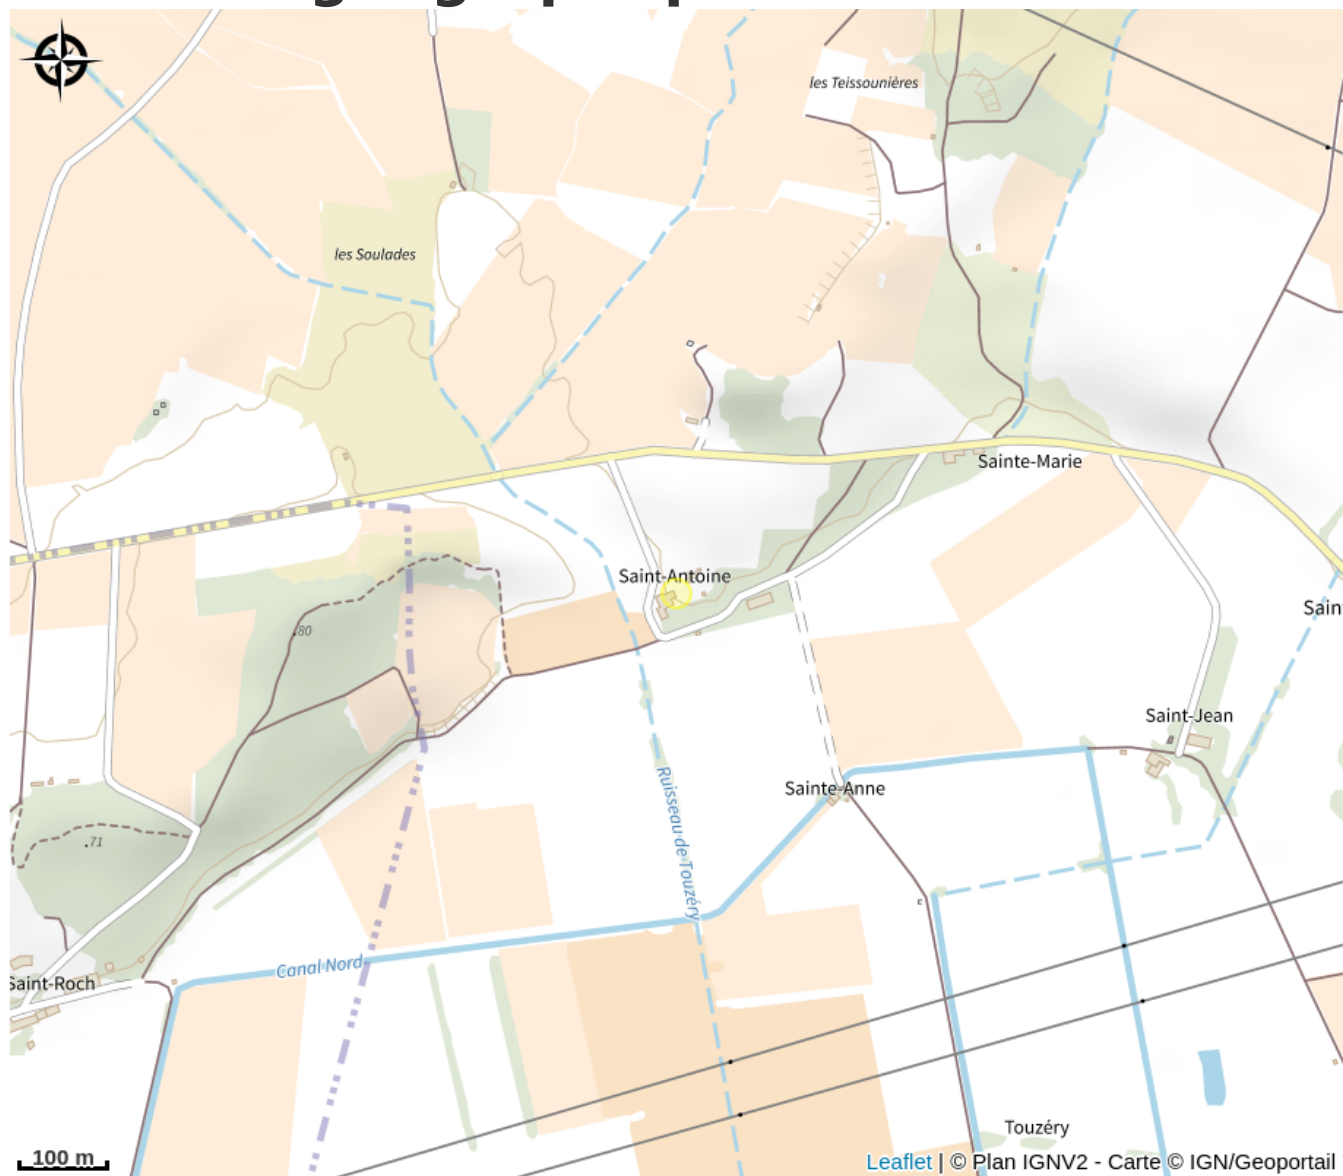 les Teissounières
les Soulades
Sainte-Marie
Saint-Antoine
80
Saint-Jean
Sainte-Anne
Ruisseau de Touzéry
71
Canal Nord
Saint-Roch
Touzéry
100 m
Leaflet | © Plan IGNV2 - Carte © IGN/Geoportail